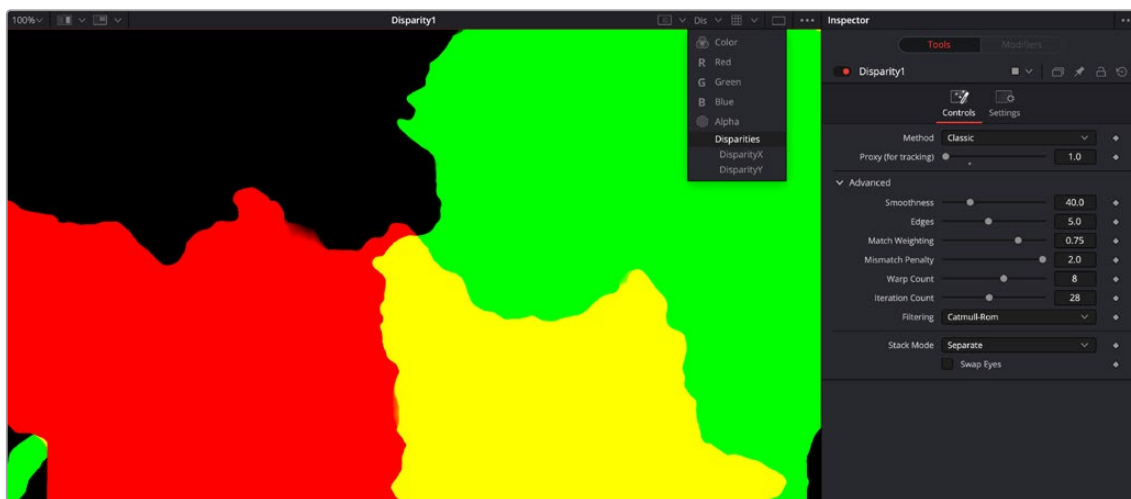 100%
Disparity1
Dis
Inspector
Color
R Red
G Green
B Blue
Alpha
Disparities
DisparityX
DisparityY
Tools
Modifiers
Disparity1
Controls
Settings
Method Classic
Proxy (for tracking) 1.0
Advanced
Smoothness 40.0
Edges 5.0
Match Weighting 0.75
Mismatch Penalty 2.0
Warp Count 8
Iteration Count 28
Filtering Catmull-Rom
Stack Mode Separate
Swap Eyes